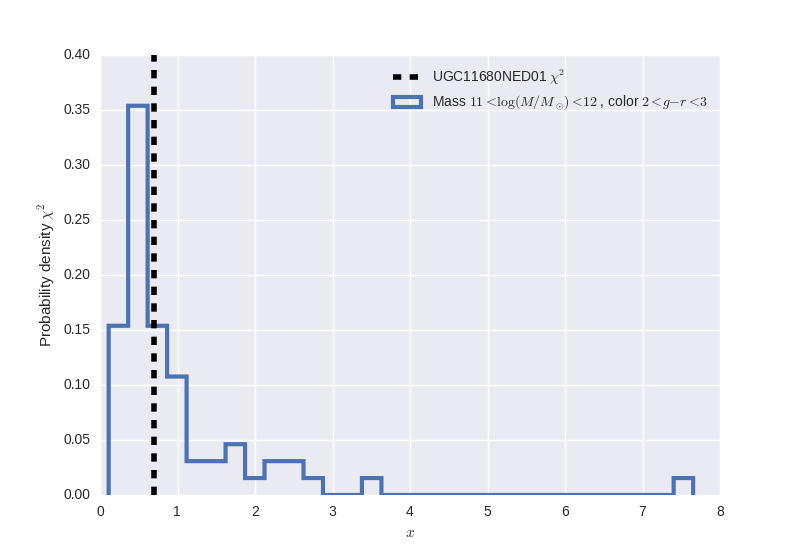 UGC11680NED01 χ²
Mass 11 < log(M/M☉) < 12 , color 2 < g−r < 3
Probability density χ²
0.40
0.35
0.30
0.25
0.20
0.15
0.10
0.05
0.00
0 1 2 3 4 5 6 7 8
x